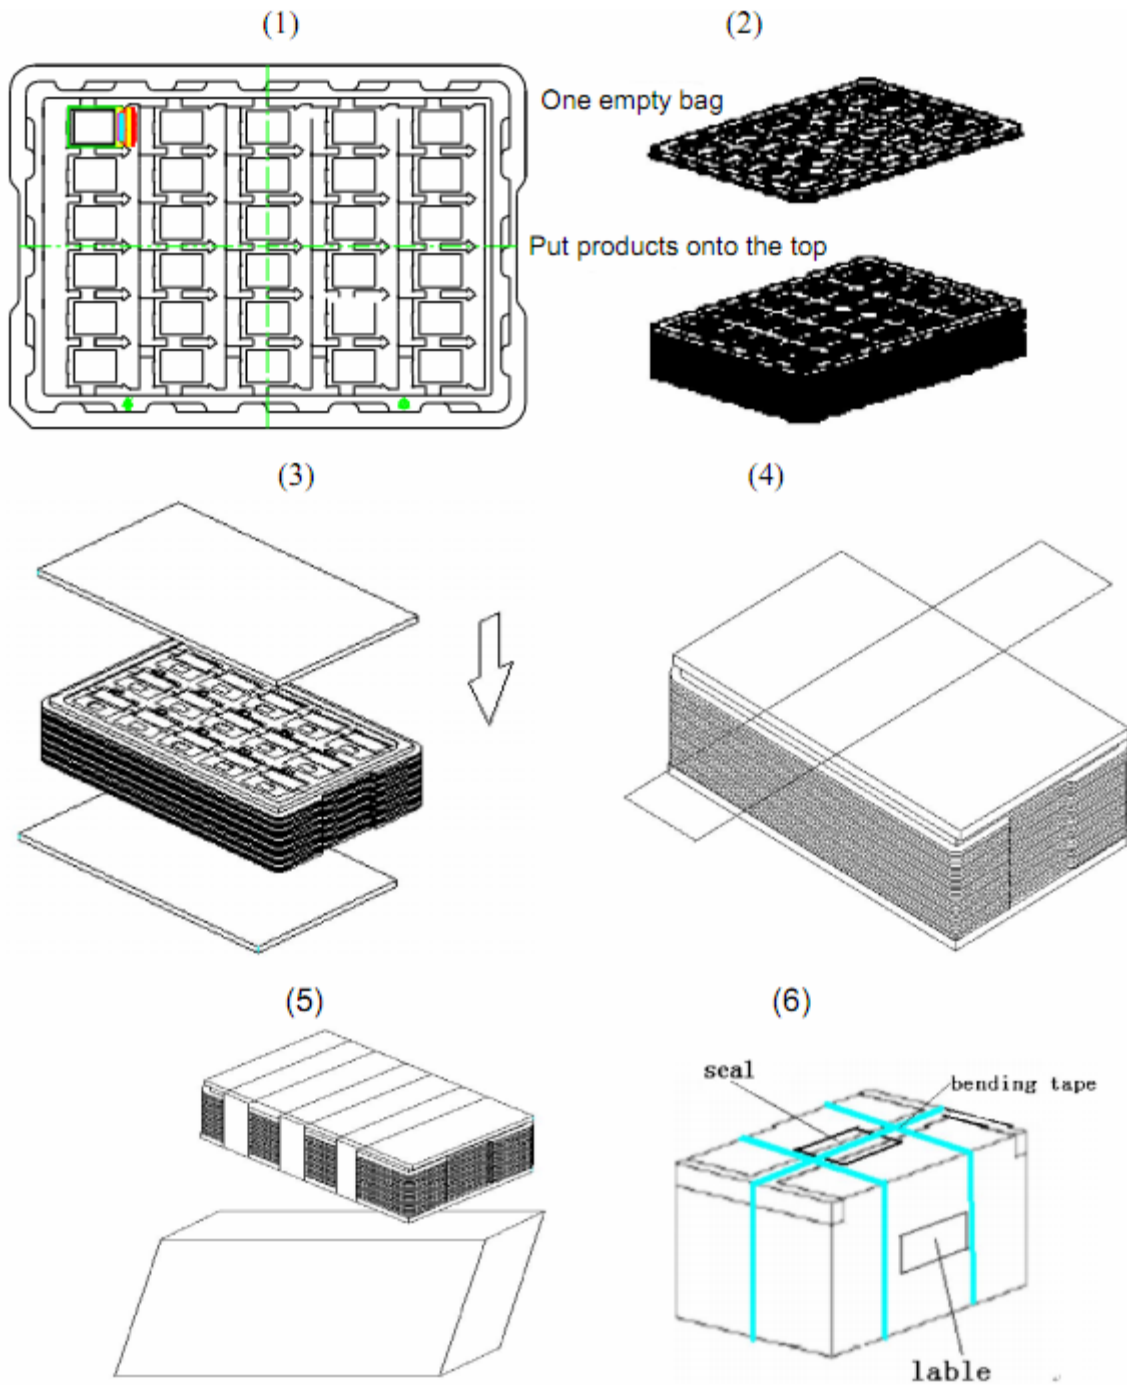 (1)
(2)
One empty bag
Put products onto the top
(3)
(4)
(5)
(6)
seal
bending tape
lable